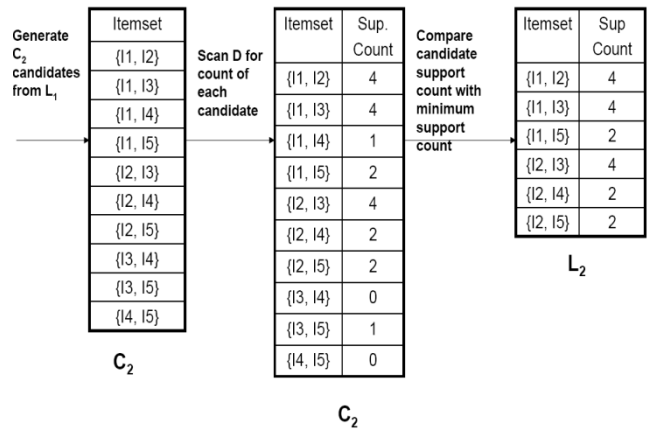 Generate
C2
candidates
from L1
Itemset
{I1, I2}
{I1, I3}
{I1, I4}
{I1, I5}
{I2, I3}
{I2, I4}
{I2, I5}
{I3, I4}
{I3, I5}
{I4, I5}
C2
Scan D for
count of
each
candidate
Itemset Sup.
Count
{I1, I2} 4
{I1, I3} 4
{I1, I4} 1
{I1, I5} 2
{I2, I3} 4
{I2, I4} 2
{I2, I5} 2
{I3, I4} 0
{I3, I5} 1
{I4, I5} 0
C2
Compare
candidate
support
count with
minimum
support
count
Itemset Sup
Count
{I1, I2} 4
{I1, I3} 4
{I1, I5} 2
{I2, I3} 4
{I2, I4} 2
{I2, I5} 2
L2